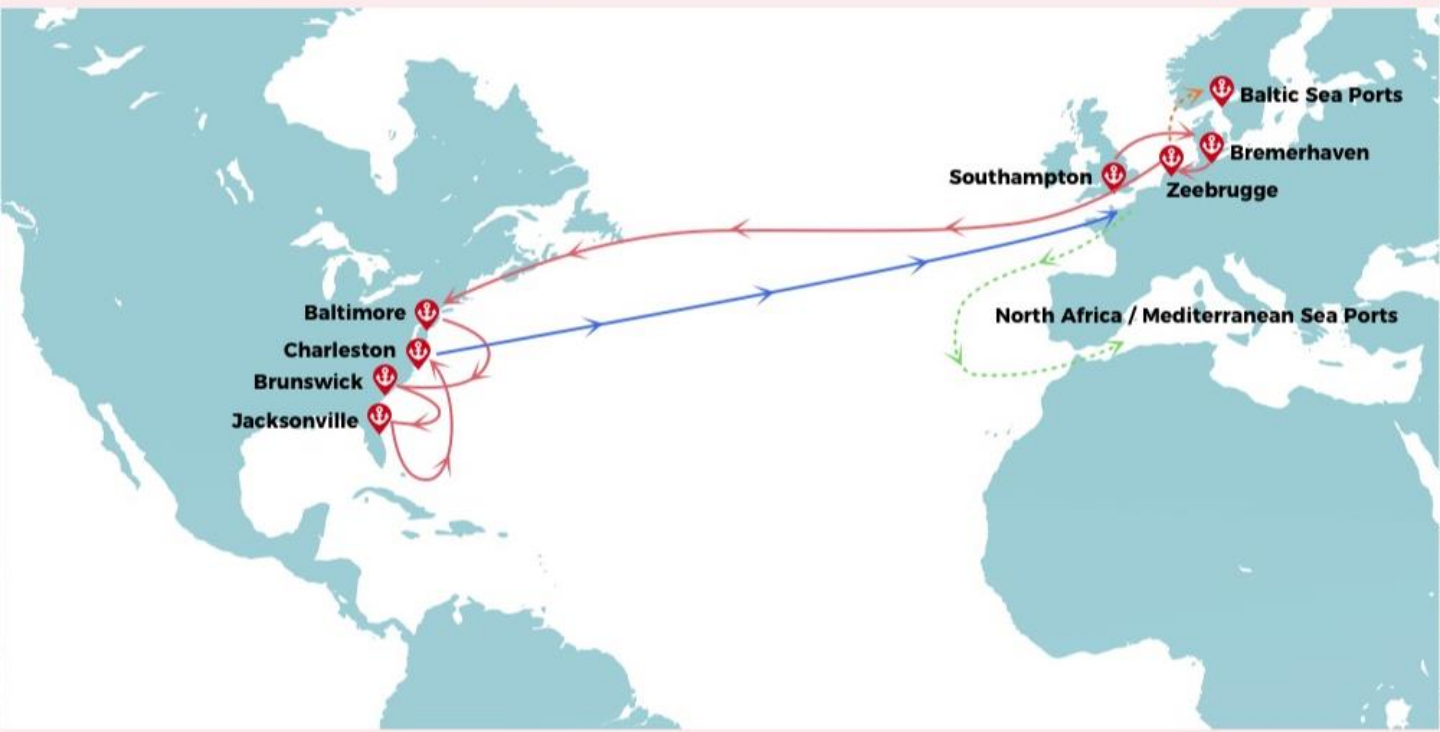 Baltic Sea Ports
Bremerhaven
Southampton
Zeebrugge
Baltimore
North Africa / Mediterranean Sea Ports
Charleston
Brunswick
Jacksonville